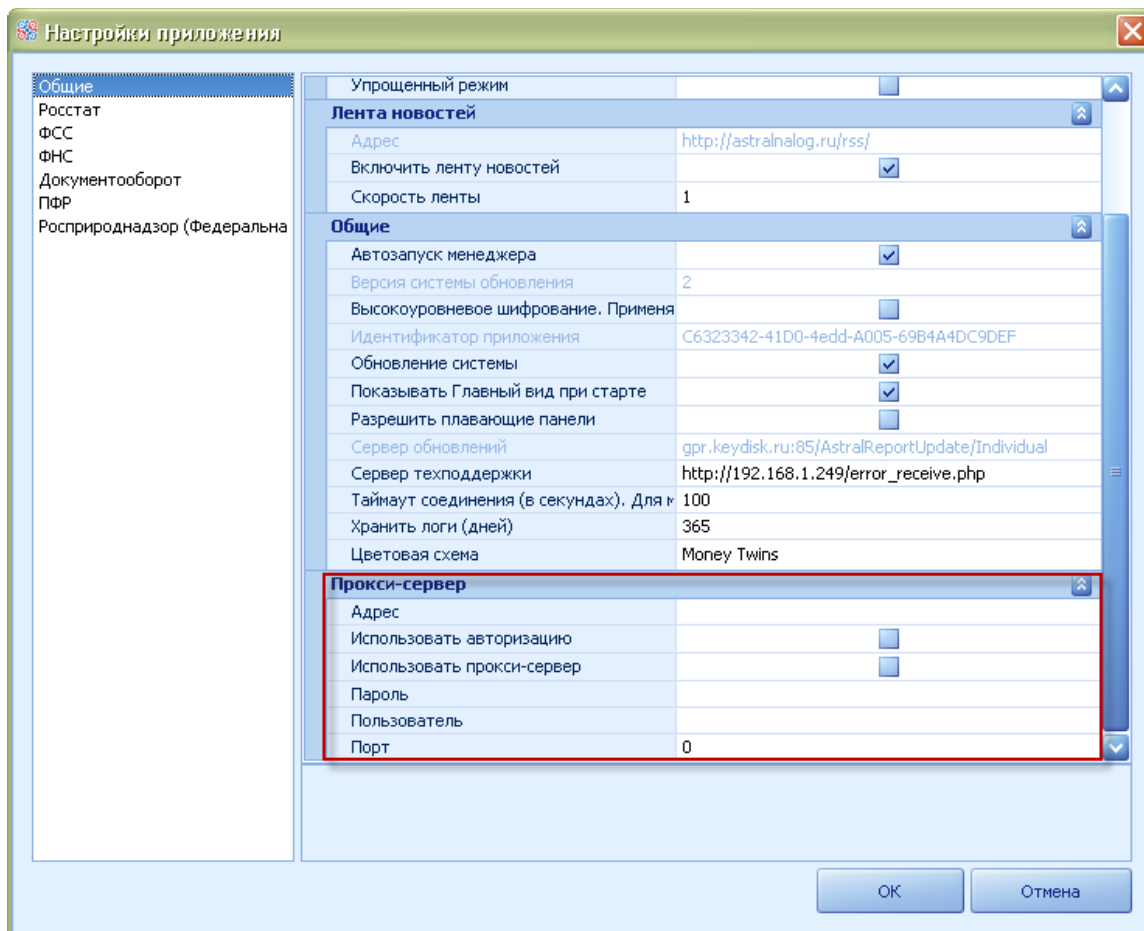 Настройки приложения
Общие
Росстат
ФСС
ФНС
Документооборот
ПФР
Росприроднадзор (Федеральна
Упрощенный режим
Лента новостей
Адрес http://astralnalog.ru/rss/
Включить ленту новостей
Скорость ленты 1
Общие
Автозапуск менеджера
Версия системы обновления 2
Высокоуровневое шифрование. Применя
Идентификатор приложения C6323342-41D0-4edd-A005-69B4A4DC9DEF
Обновление системы
Показывать Главный вид при старте
Разрешить плавающие панели
Сервер обновлений gpr.keydisk.ru:85/AstralReportUpdate/Individual
Сервер техподдержки http://192.168.1.249/error_receive.php
Таймаут соединения (в секундах). Для м 100
Хранить логи (дней) 365
Цветовая схема Money Twins
Прокси-сервер
Адрес
Использовать авторизацию
Использовать прокси-сервер
Пароль
Пользователь
Порт 0
ОК Отмена